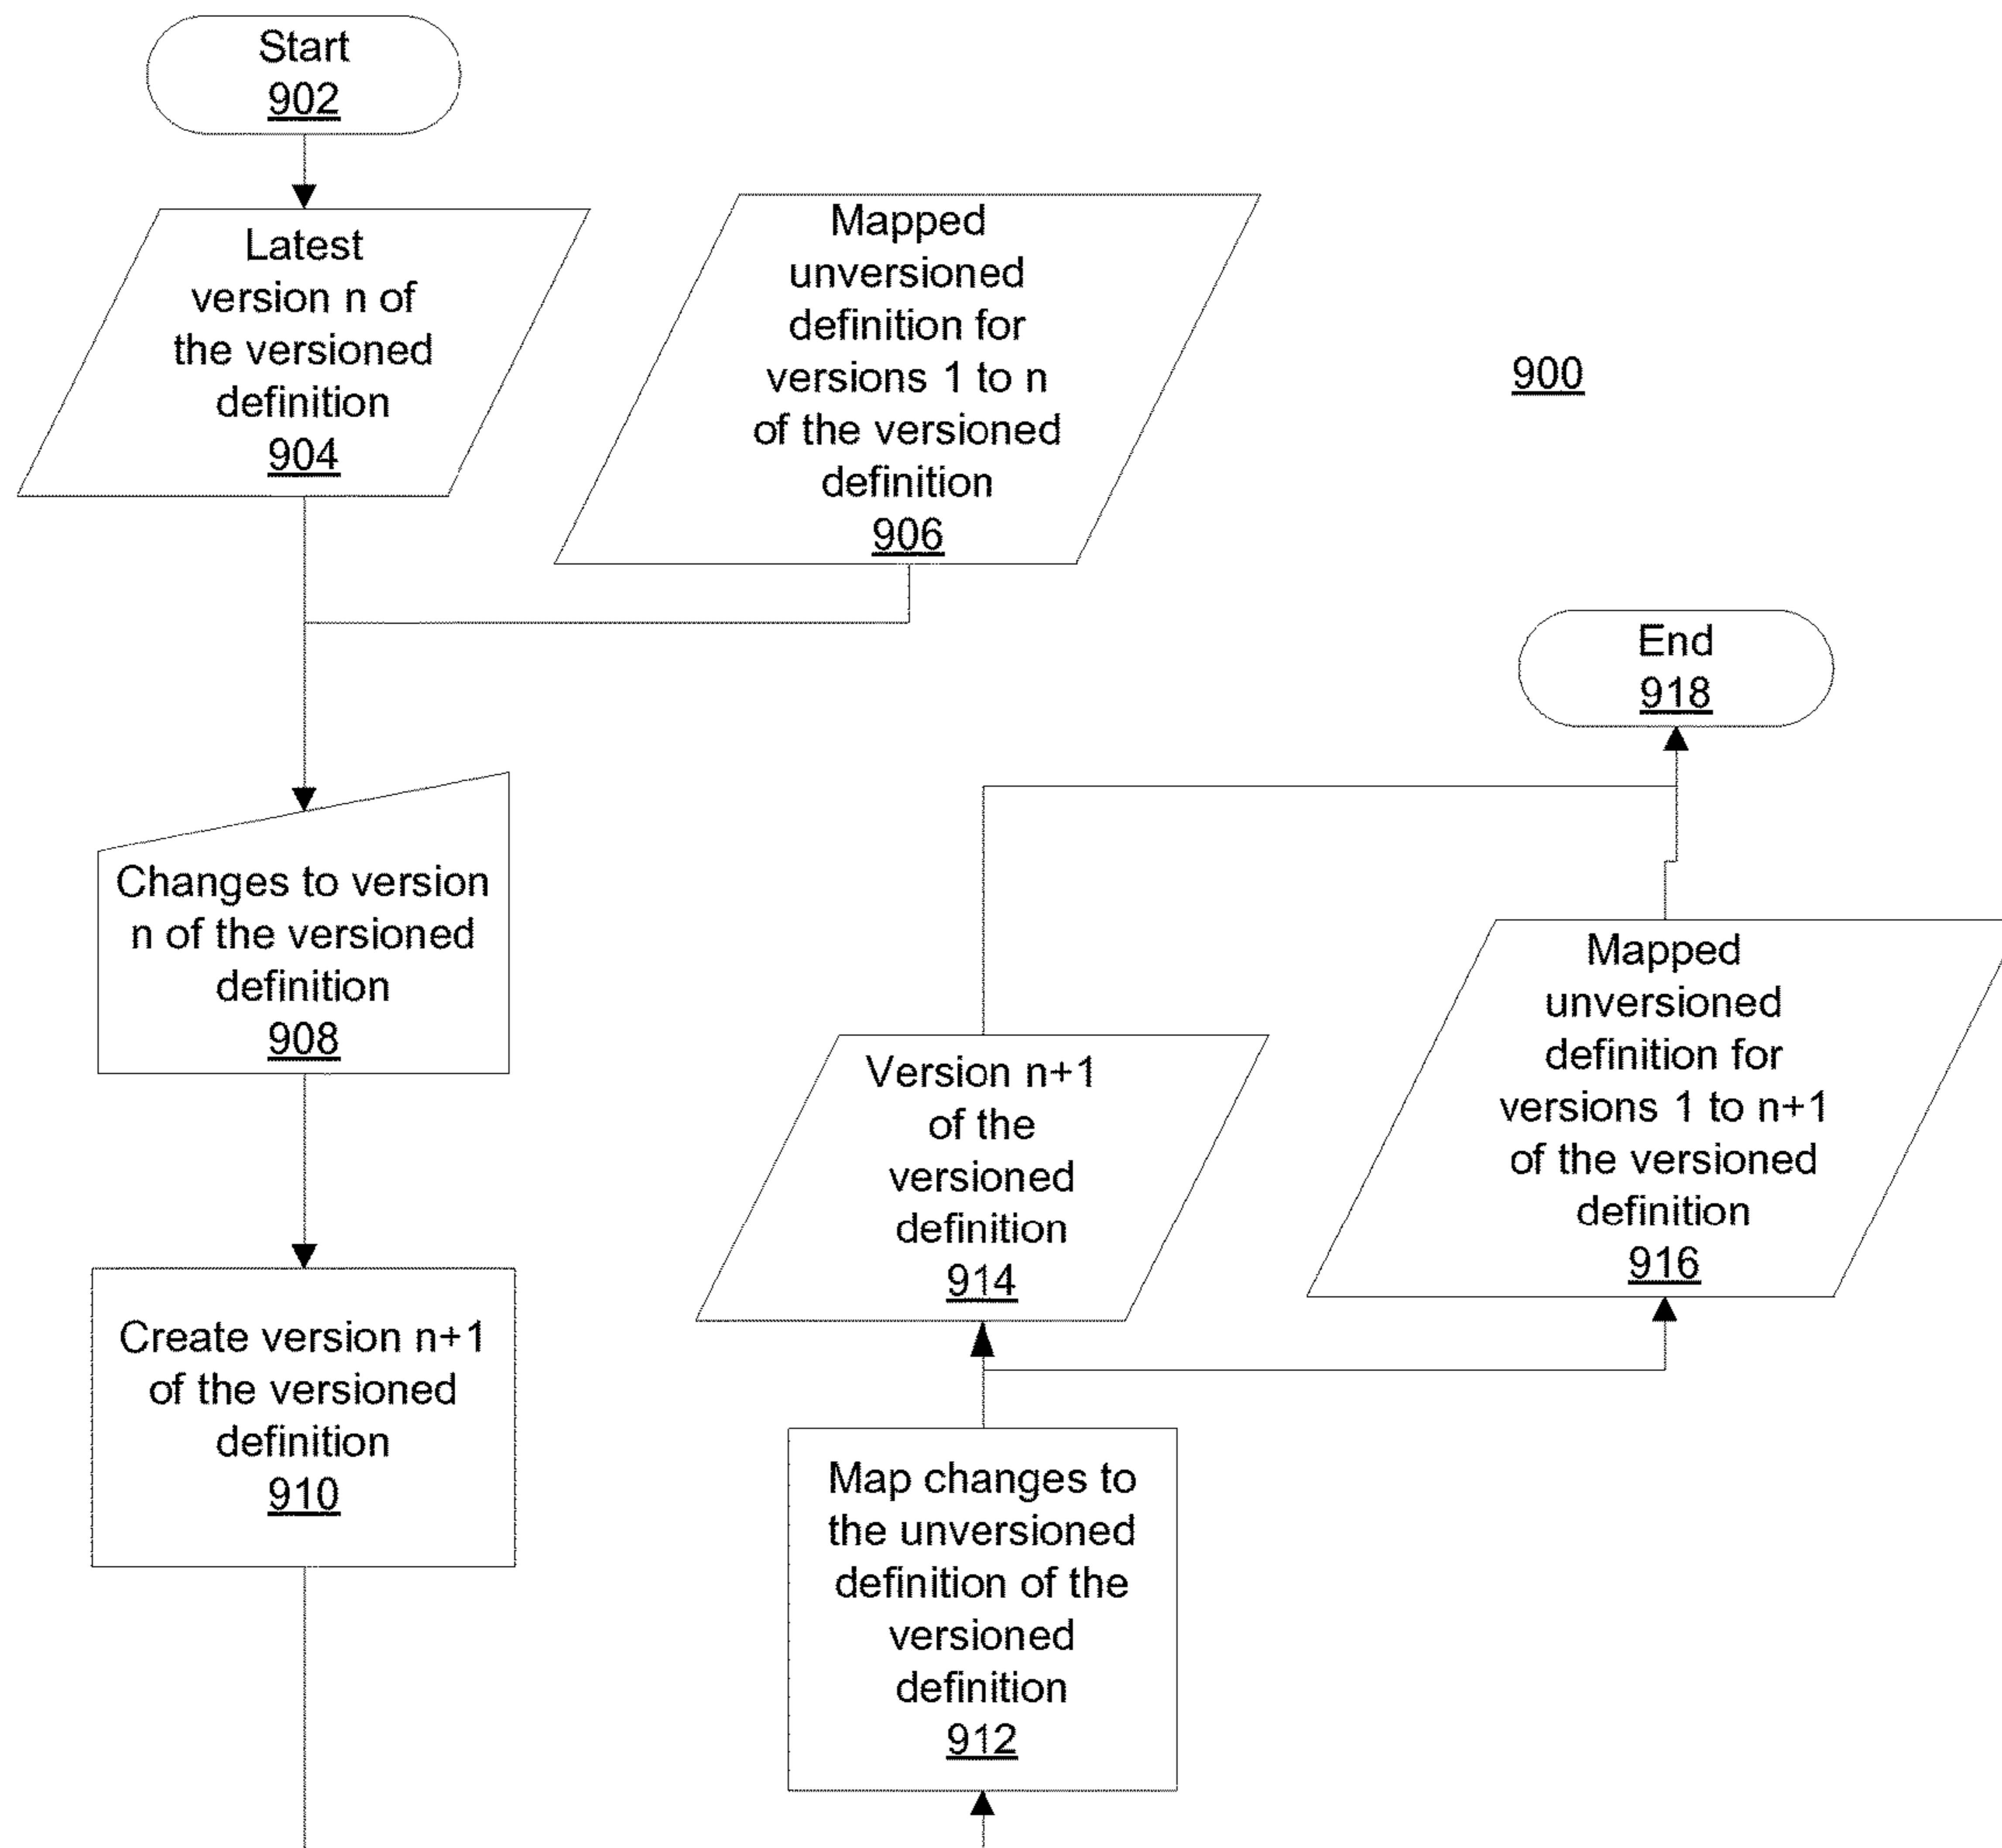 Start
902
Latest
version n of
the versioned
definition
904
Mapped
unversioned
definition for
versions 1 to n
of the versioned
definition
906
900
Changes to version
n of the versioned
definition
908
Create version n+1
of the versioned
definition
910
Map changes to
the unversioned
definition of the
versioned
definition
912
Version n+1
of the
versioned
definition
914
Mapped
unversioned
definition for
versions 1 to n+1
of the versioned
definition
916
End
918